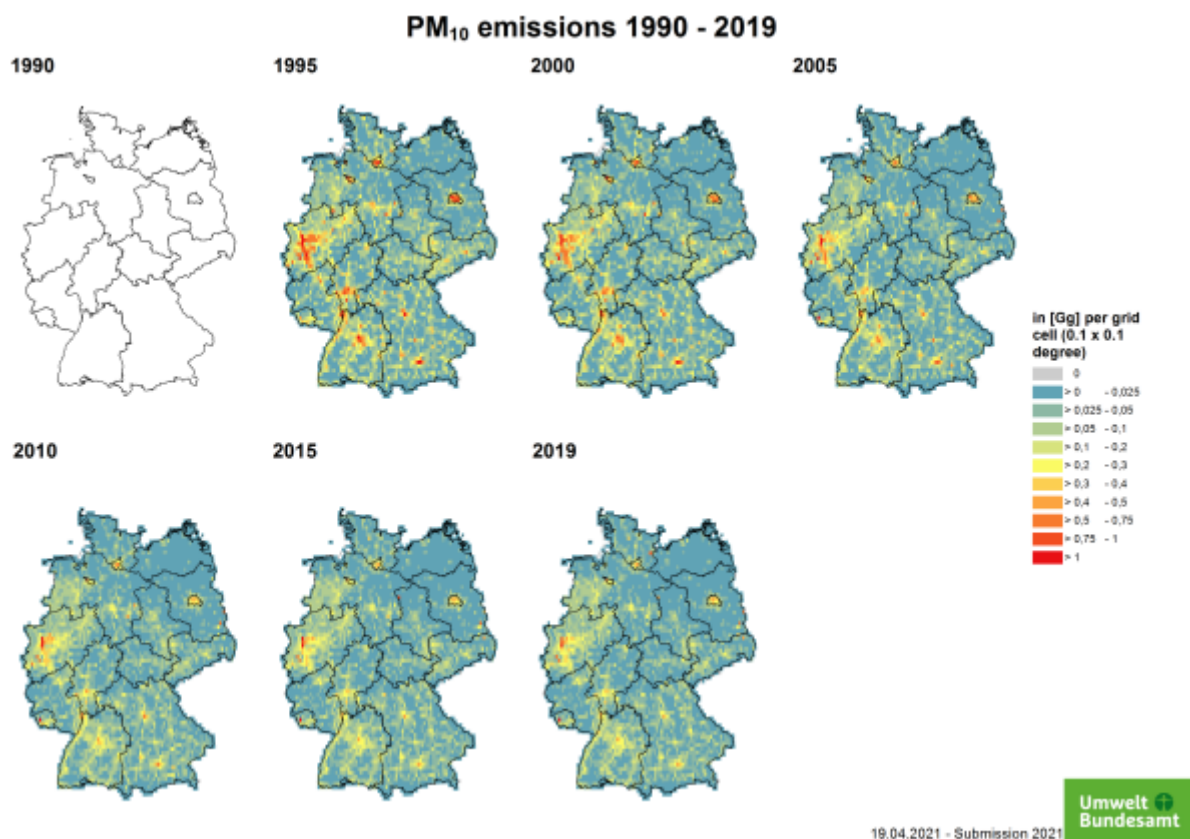 PM₁₀ emissions 1990 - 2019
1990
1995
2000
2005
in [Gg] per grid
cell (0.1 x 0.1
degree)
0
> 0 - 0,025
> 0,025 - 0,05
> 0,05 - 0,1
> 0,1 - 0,2
> 0,2 - 0,3
> 0,3 - 0,4
> 0,4 - 0,5
> 0,5 - 0,75
> 0,75 - 1
> 1
2010
2015
2019
Umwelt
Bundesamt
19.04.2021 - Submission 2021